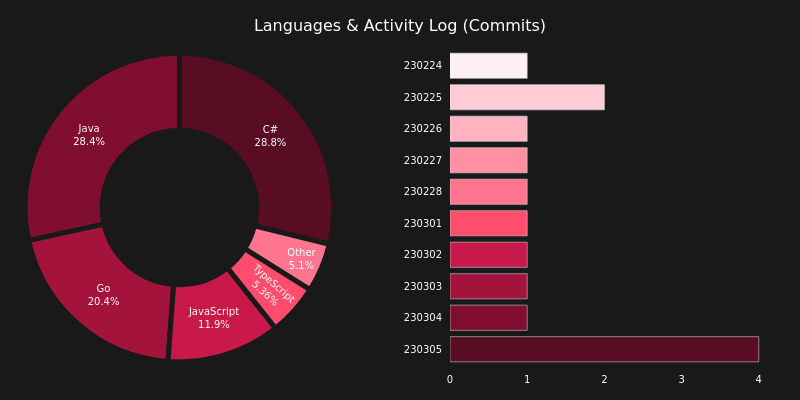 Languages & Activity Log (Commits)
Java
28.4%
C#
28.8%
Go
20.4%
JavaScript
11.9%
TypeScript
5.36%
Other
5.1%
230224
230225
230226
230227
230228
230301
230302
230303
230304
230305
0 1 2 3 4